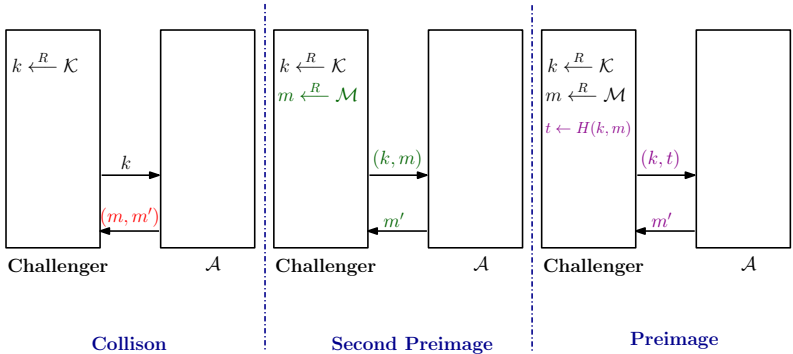 k ←R– K
k
(m, m′)
Challenger
A
Collison
k ←R– K
m ←R– M
(k, m)
m′
Challenger
A
Second Preimage
k ←R– K
m ←R– M
t ← H(k, m)
(k, t)
m′
Challenger
A
Preimage